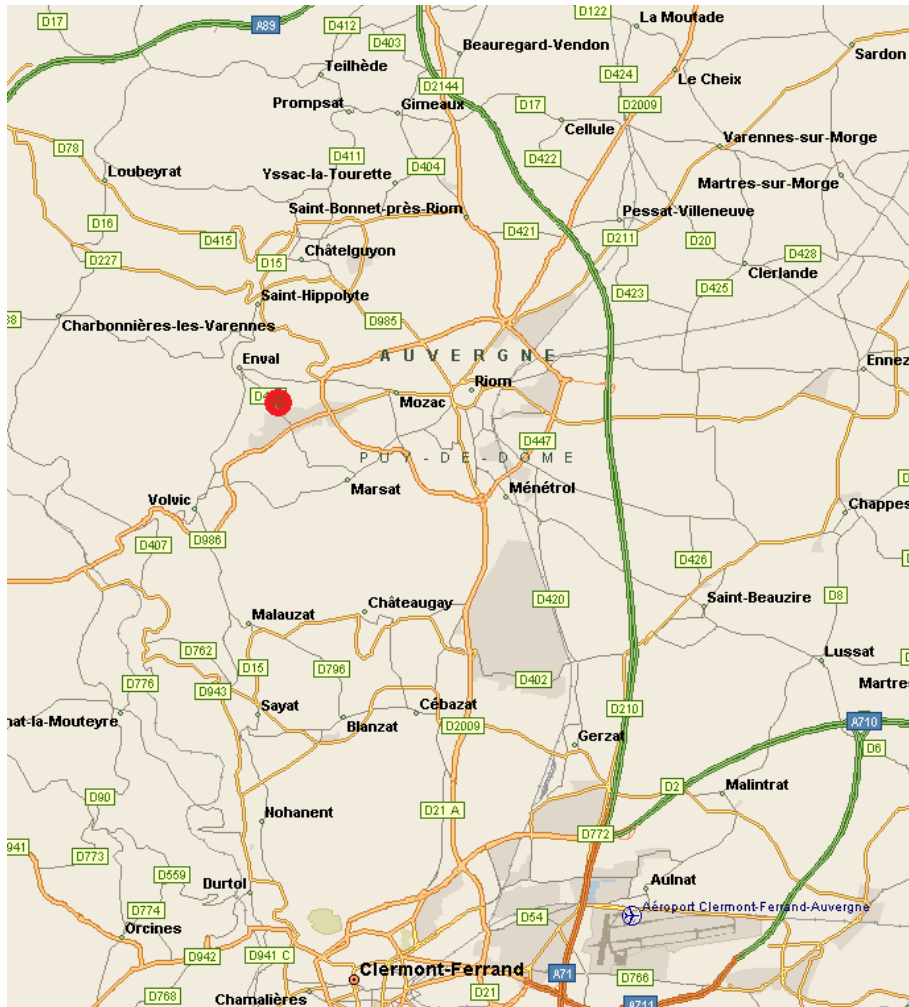 D17
D412
D122
La Moutade
A89
D403
Beauregard-Vendon
Sardon
Teilhède
D424
Le Cheix
D2144
Prompsat
Gimeaux
D17
D2009
Cellule
Varennes-sur-Morge
D78
D411
D422
Loubeyrat
D404
Yssac-la-Tourette
Martres-sur-Morge
Saint-Bonnet-près-Riom
Pessat-Villeneuve
D16
D415
D421
D211
D20
D428
Châtelguyon
D227
D15
Clerlande
D425
D423
Saint-Hippolyte
D985
Charbonnières-les-Varennes
AUVERGNE
Enval
Ennez
Riom
Mozac
D447
PUY-DE-DOME
Marsat
Ménétrol
Volvic
Chappes
D986
D407
D426
D420
D8
Saint-Beauzire
Châteaugay
Malauzat
D762
D15
D796
Lussat
D776
D402
Martres
D943
Sayat
Cébazat
D210
nat-la-Mouteyre
Blanzat
D2009
A710
Gerzat
D6
D2
Malintrat
D90
Nohanent
D21 A
D772
941
D773
D559
Durtol
Aulnat
D774
Aéroport Clermont-Ferrand-Auvergne
D54
Orcines
D942
D941 C
Clermont-Ferrand
A71
D766
D768
Chamalières
D21
A711